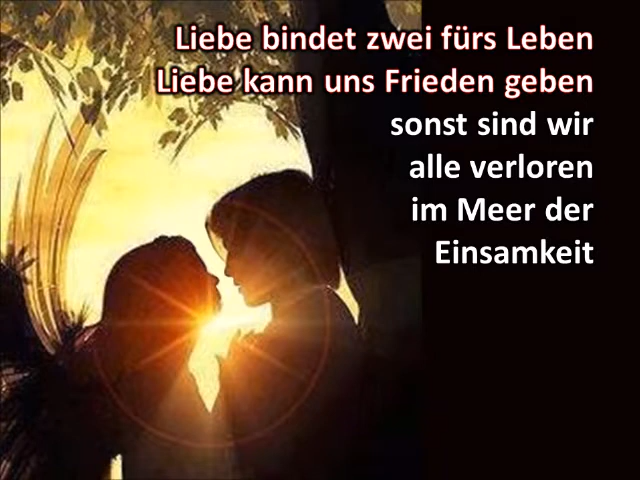 Liebe bindet zwei fürs Leben
Liebe kann uns Frieden geben
sonst sind wir
alle verloren
im Meer der
Einsamkeit